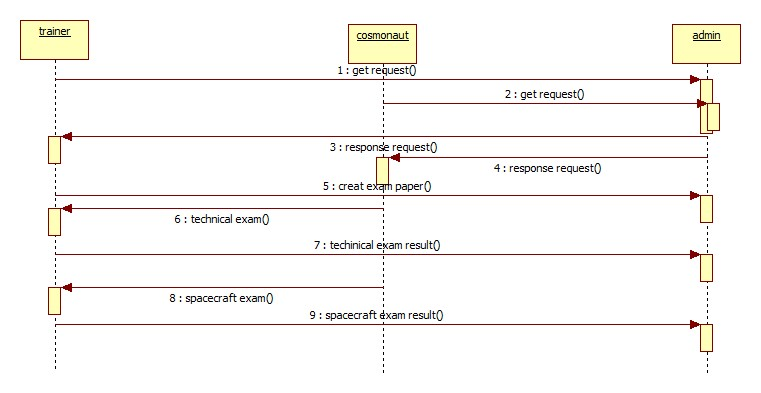 trainer
cosmonaut
admin
1 : get request()
2 : get request()
3 : response request()
4 : response request()
5 : creat exam paper()
6 : technical exam()
7 : techinical exam result()
8 : spacecraft exam()
9 : spacecraft exam result()